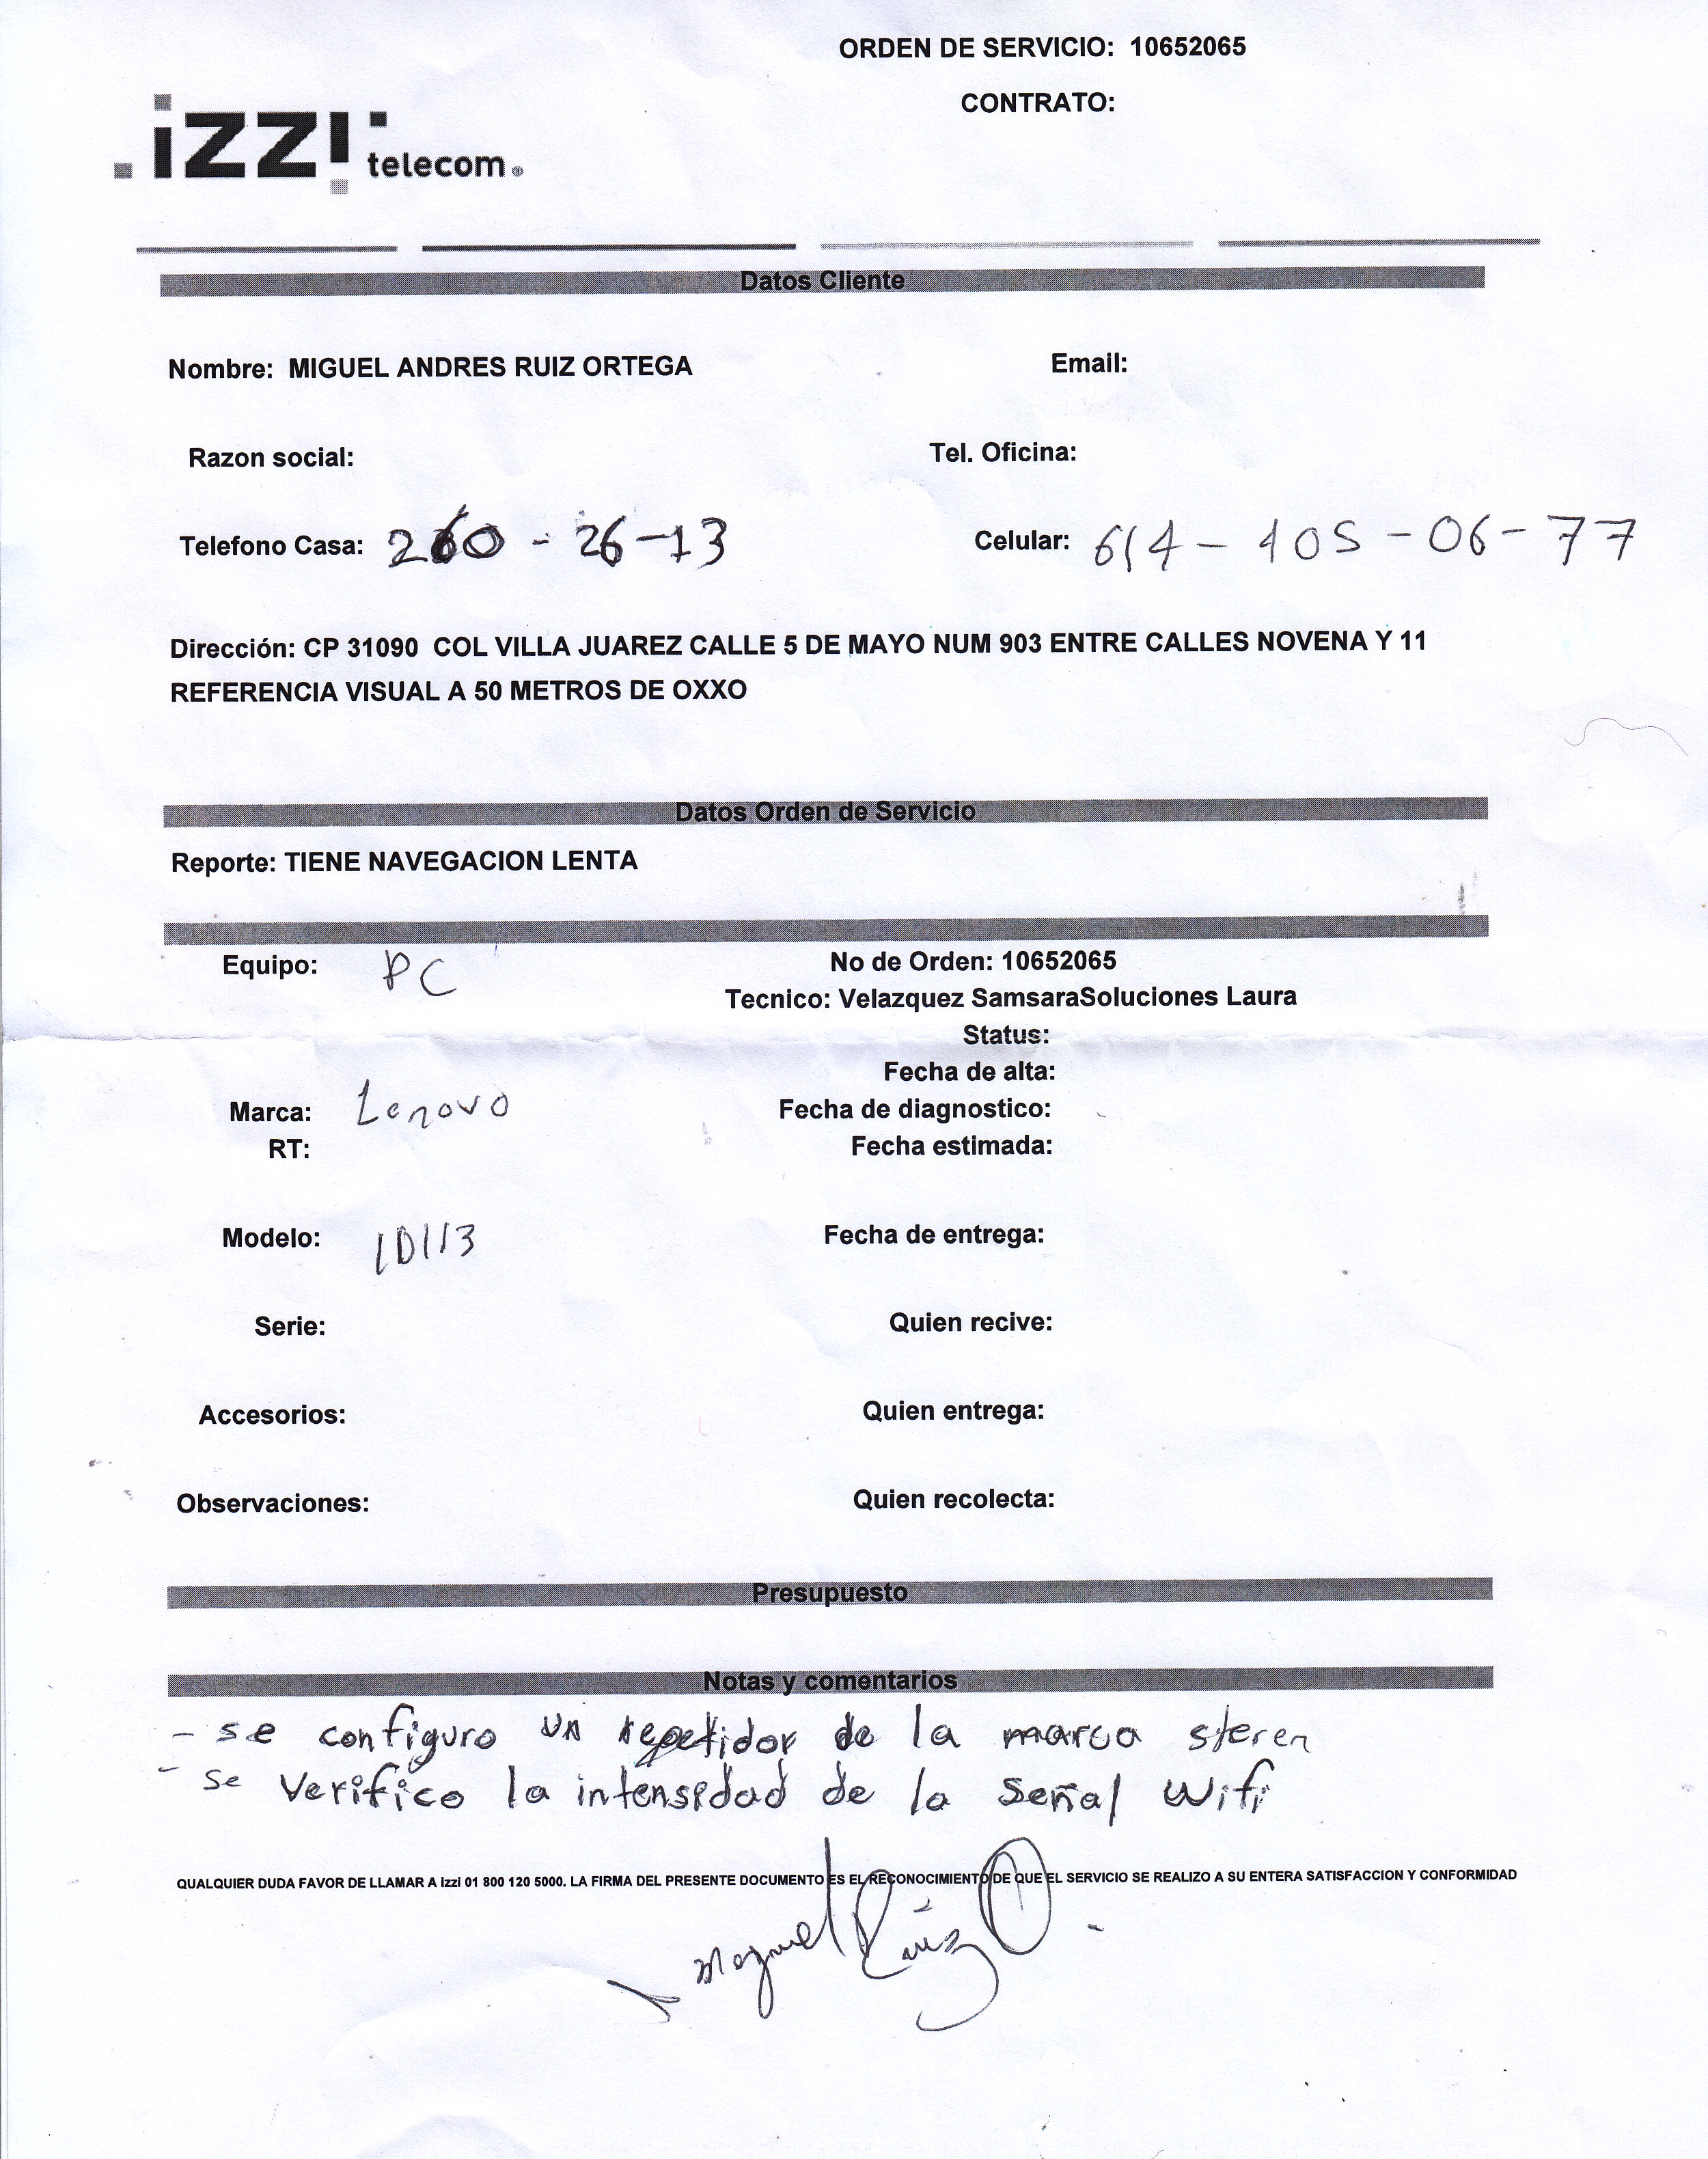 ORDEN DE SERVICIO: 10652065
CONTRATO:
izzi telecom
Datos Cliente
Nombre: MIGUEL ANDRES RUIZ ORTEGA Email:
Razon social: Tel. Oficina:
Telefono Casa: 260 - 26-13 Celular: 614 - 105 - 06 - 77
Dirección: CP 31090 COL VILLA JUAREZ CALLE 5 DE MAYO NUM 903 ENTRE CALLES NOVENA Y 11
REFERENCIA VISUAL A 50 METROS DE OXXO
Datos Orden de Servicio
Reporte: TIENE NAVEGACION LENTA
Equipo: PC No de Orden: 10652065
Tecnico: Velazquez SamsaraSoluciones Laura
Status:
Fecha de alta:
Marca: Lenovo Fecha de diagnostico:
RT: Fecha estimada:
Modelo: 10113 Fecha de entrega:
Serie: Quien recive:
Accesorios: Quien entrega:
Observaciones: Quien recolecta:
Presupuesto
Notas y comentarios
- se configuro un repetidor de la marca steren
- se Verifico la intensidad de la señal Wifi
QUALQUIER DUDA FAVOR DE LLAMAR A izzi 01 800 120 5000. LA FIRMA DEL PRESENTE DOCUMENTO ES EL RECONOCIMIENTO DE QUE EL SERVICIO SE REALIZO A SU ENTERA SATISFACCION Y CONFORMIDAD
Miguel Ruiz O.